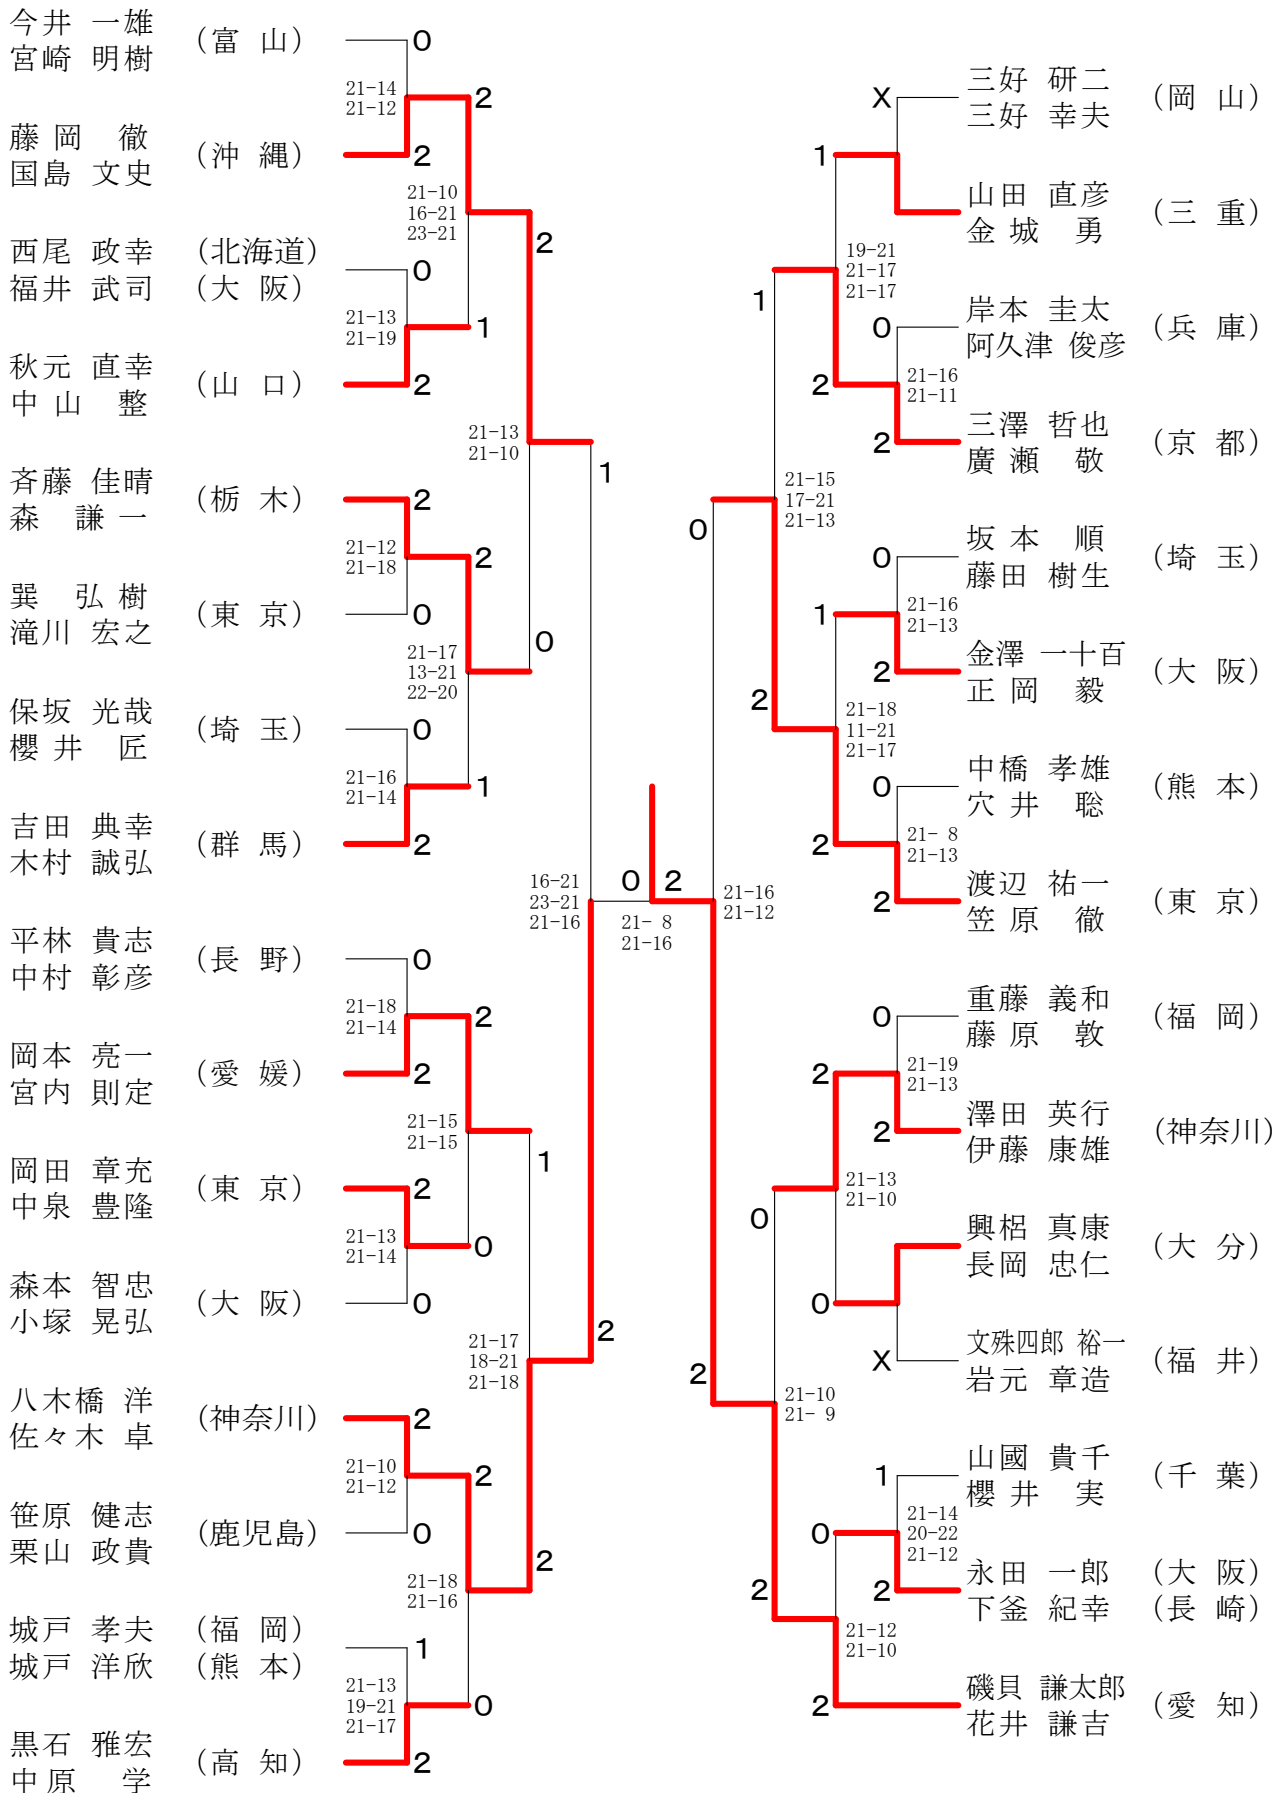 今井 一雄
宮崎 明樹
(富 山)
0
21-14
21-12
2
藤 岡 徹
国島 文史
(沖 縄)
2
21-10
16-21
23-21
2
西尾 政幸
福井 武司
(北海道)
(大 阪)
0
21-13
21-19
1
秋元 直幸
中 山 整
(山 口)
2
21-13
21-10
1
斉藤 佳晴
森 謙 一
(栃 木)
2
21-12
21-18
2
巽 弘 樹
滝川 宏之
(東 京)
0
21-17
13-21
22-20
0
保坂 光哉
櫻 井 匠
(埼 玉)
0
21-16
21-14
1
吉田 典幸
木村 誠弘
(群 馬)
2
16-21
23-21
21-16
0
2
21- 8
21-16
平林 貴志
中村 彰彦
(長 野)
0
21-18
21-14
2
岡本 亮一
宮内 則定
(愛 媛)
2
21-15
21-15
1
岡田 章充
中泉 豊隆
(東 京)
2
21-13
21-14
0
森本 智忠
小塚 晃弘
(大 阪)
0
21-17
18-21
21-18
2
八木橋 洋
佐々木 卓
(神奈川)
2
21-10
21-12
2
笹原 健志
栗山 政貴
(鹿児島)
0
21-18
21-16
2
城戸 孝夫
城戸 洋欣
(福 岡)
(熊 本)
1
21-13
19-21
21-17
0
黒石 雅宏
中 原 学
(高 知)
2
X
三好 研二
三好 幸夫
(岡 山)
1
山田 直彦
金 城 勇
(三 重)
19-21
21-17
21-17
1
0
岸本 圭太
阿久津 俊彦
(兵 庫)
21-16
21-11
2
2
三澤 哲也
廣 瀬 敬
(京 都)
21-15
17-21
21-13
0
0
坂 本 順
藤田 樹生
(埼 玉)
21-16
21-13
1
2
金澤 一十百
正 岡 毅
(大 阪)
21-18
11-21
21-17
2
0
中橋 孝雄
穴 井 聡
(熊 本)
21- 8
21-13
2
2
渡辺 祐一
笠 原 徹
(東 京)
21-16
21-12
0
重藤 義和
藤 原 敦
(福 岡)
21-19
21-13
2
2
澤田 英行
伊藤 康雄
(神奈川)
21-13
21-10
0
興梠 真康
長岡 忠仁
(大 分)
0
X
文殊四郎 裕一
岩元 章造
(福 井)
21-10
21- 9
2
1
山國 貴千
櫻 井 実
(千 葉)
21-14
20-22
21-12
0
2
永田 一郎
下釜 紀幸
(大 阪)
(長 崎)
2
21-12
21-10
2
磯貝 謙太郎
花井 謙吉
(愛 知)